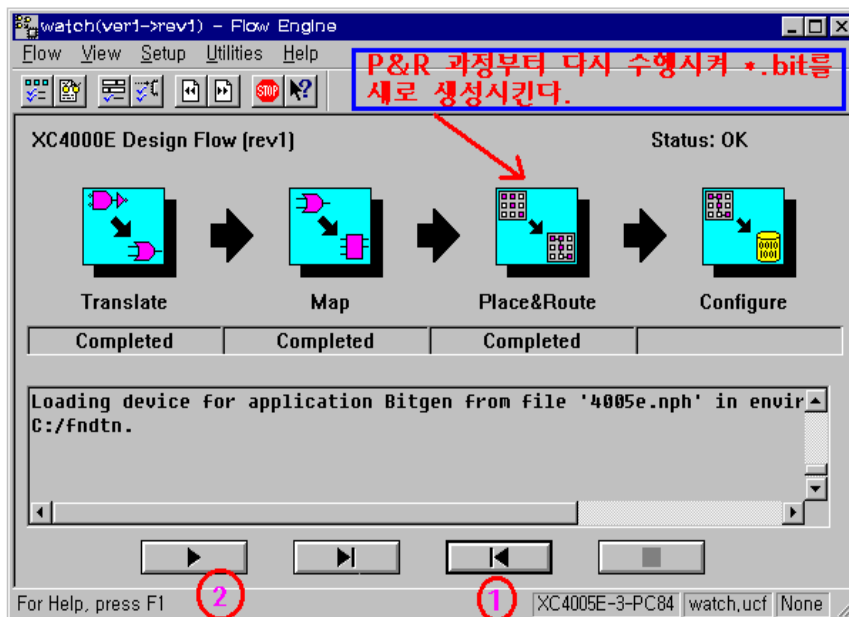 watch(ver1->rev1) - Flow Engine
Flow View Setup Utilities Help
P&R 과정부터 다시 수행시켜 *.bit를
새로 생성시킨다.
STOP
XC4000E Design Flow (rev1)
Status: OK
0010
1001
Translate
Map
Place&Route
Configure
Completed
Completed
Completed
Loading device for application Bitgen from file '4005e.nph' in envir
C:/fndtn.
2
1
For Help, press F1
XC4005E-3-PC84
watch.ucf
None